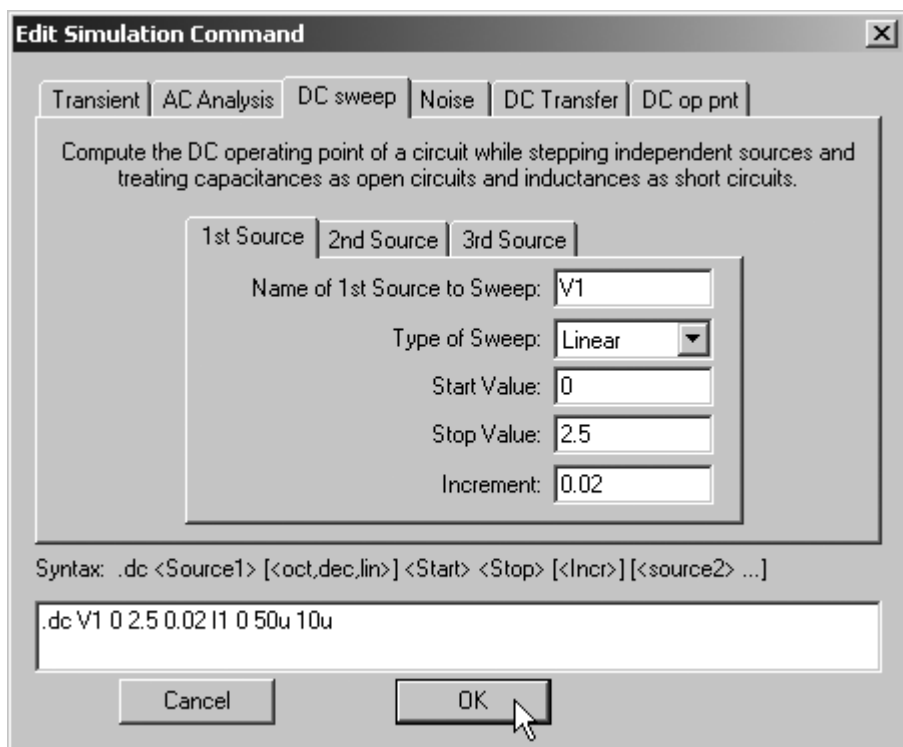 Edit Simulation Command
Transient AC Analysis DC sweep Noise DC Transfer DC op pnt
Compute the DC operating point of a circuit while stepping independent sources and
treating capacitances as open circuits and inductances as short circuits.
1st Source 2nd Source 3rd Source
Name of 1st Source to Sweep: V1
Type of Sweep: Linear
Start Value: 0
Stop Value: 2.5
Increment: 0.02
Syntax: .dc <Source1> [<oct,dec,lin>] <Start> <Stop> [<Incr>] [<source2> ...]
.dc V1 0 2.5 0.02 I1 0 50u 10u
Cancel OK